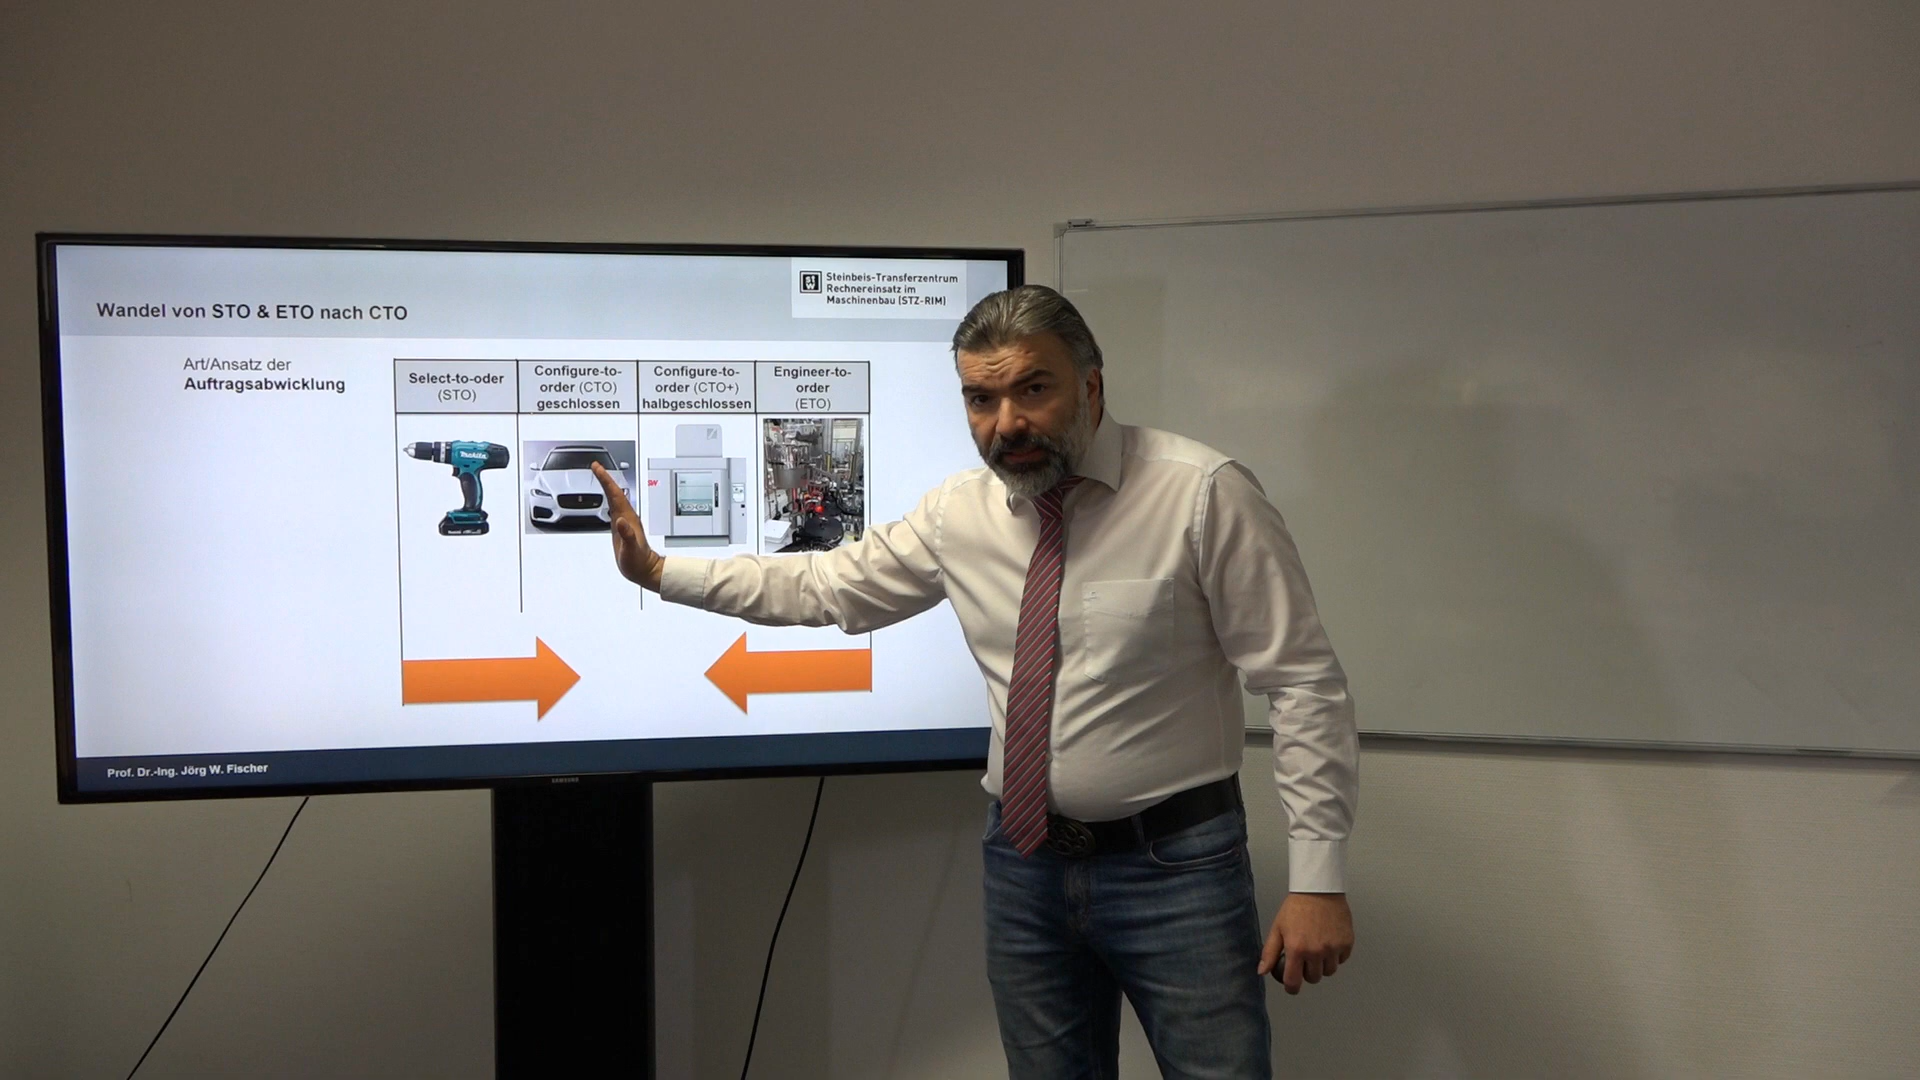 Steinbeis-Transferzentrum
Rechnereinsatz im
Maschinenbau (STZ-RIM)
Wandel von STO & ETO nach CTO
Art/Ansatz der
Auftragsabwicklung
Select-to-oder
(STO)
Configure-to-
order (CTO)
geschlossen
Configure-to-
order (CTO+)
halbgeschlossen
Engineer-to-
order
(ETO)
Makita
Prof. Dr.-Ing. Jörg W. Fischer
SAMSUNG